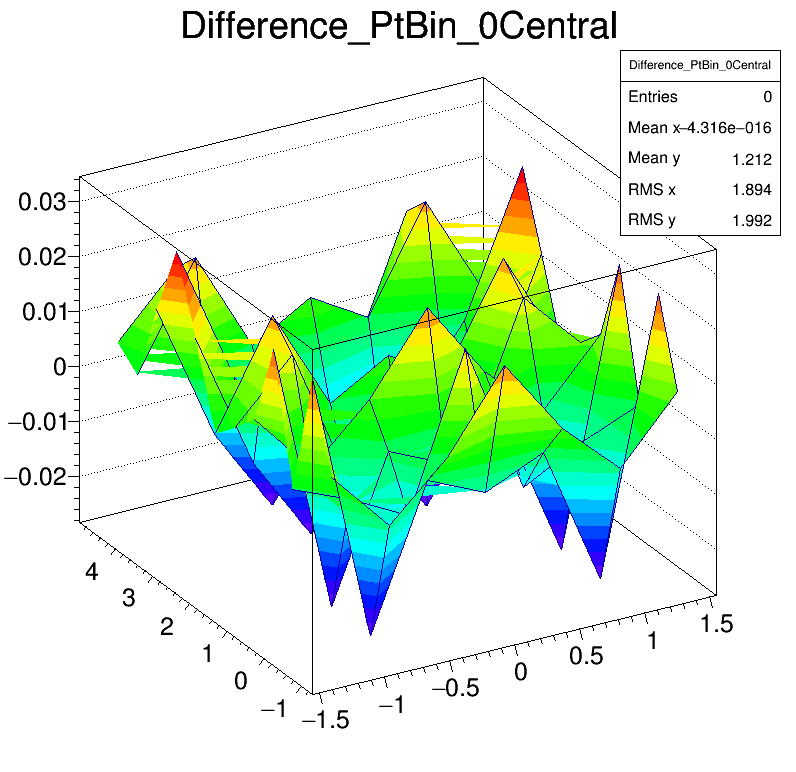 Difference_PtBin_0Central
Difference_PtBin_0Central
Entries 0
Mean x−4.316e−016
Mean y 1.212
RMS x 1.894
RMS y 1.992
0.03
0.02
0.01
0
−0.01
−0.02
4
3
2
1
0
−1
−1.5
−1
−0.5
0
0.5
1
1.5